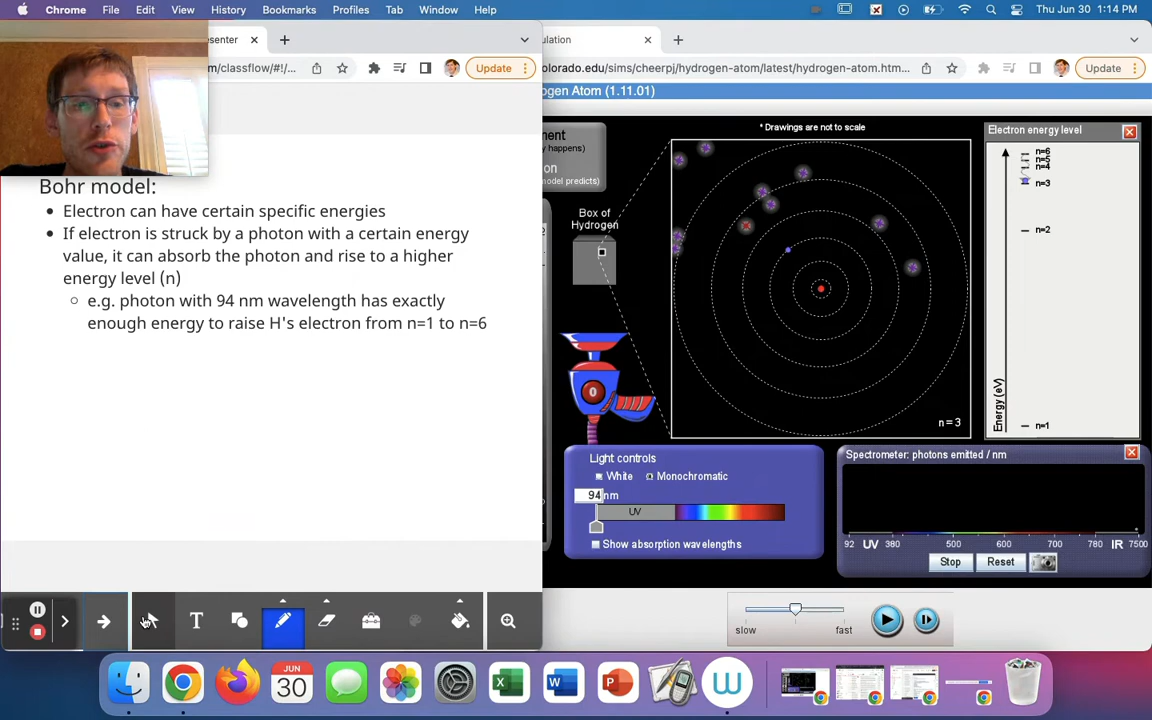 Chrome File Edit View History Bookmarks Profiles Tab Window Help
Thu Jun 30 1:14 PM
esenter
ulation
om/classflow/#!/...
Update
olorado.edu/sims/cheerpj/hydrogen-atom/latest/hydrogen-atom.htm...
Update
ogen Atom (1.11.01)
Bohr model:
• Electron can have certain specific energies
• If electron is struck by a photon with a certain energy
value, it can absorb the photon and rise to a higher
energy level (n)
○ e.g. photon with 94 nm wavelength has exactly
enough energy to raise H's electron from n=1 to n=6
ment
y happens)
on
model predicts)
* Drawings are not to scale
Box of
Hydrogen
0
n = 3
Electron energy level
n=6
n=5
n=4
n=3
n=2
n=1
Energy (eV)
Light controls
White Monochromatic
94 nm
UV
Show absorption wavelengths
Spectrometer: photons emitted / nm
92 UV 380 500 600 700 780 IR 7500
Stop Reset
slow fast
T
JUN
30
X W P W